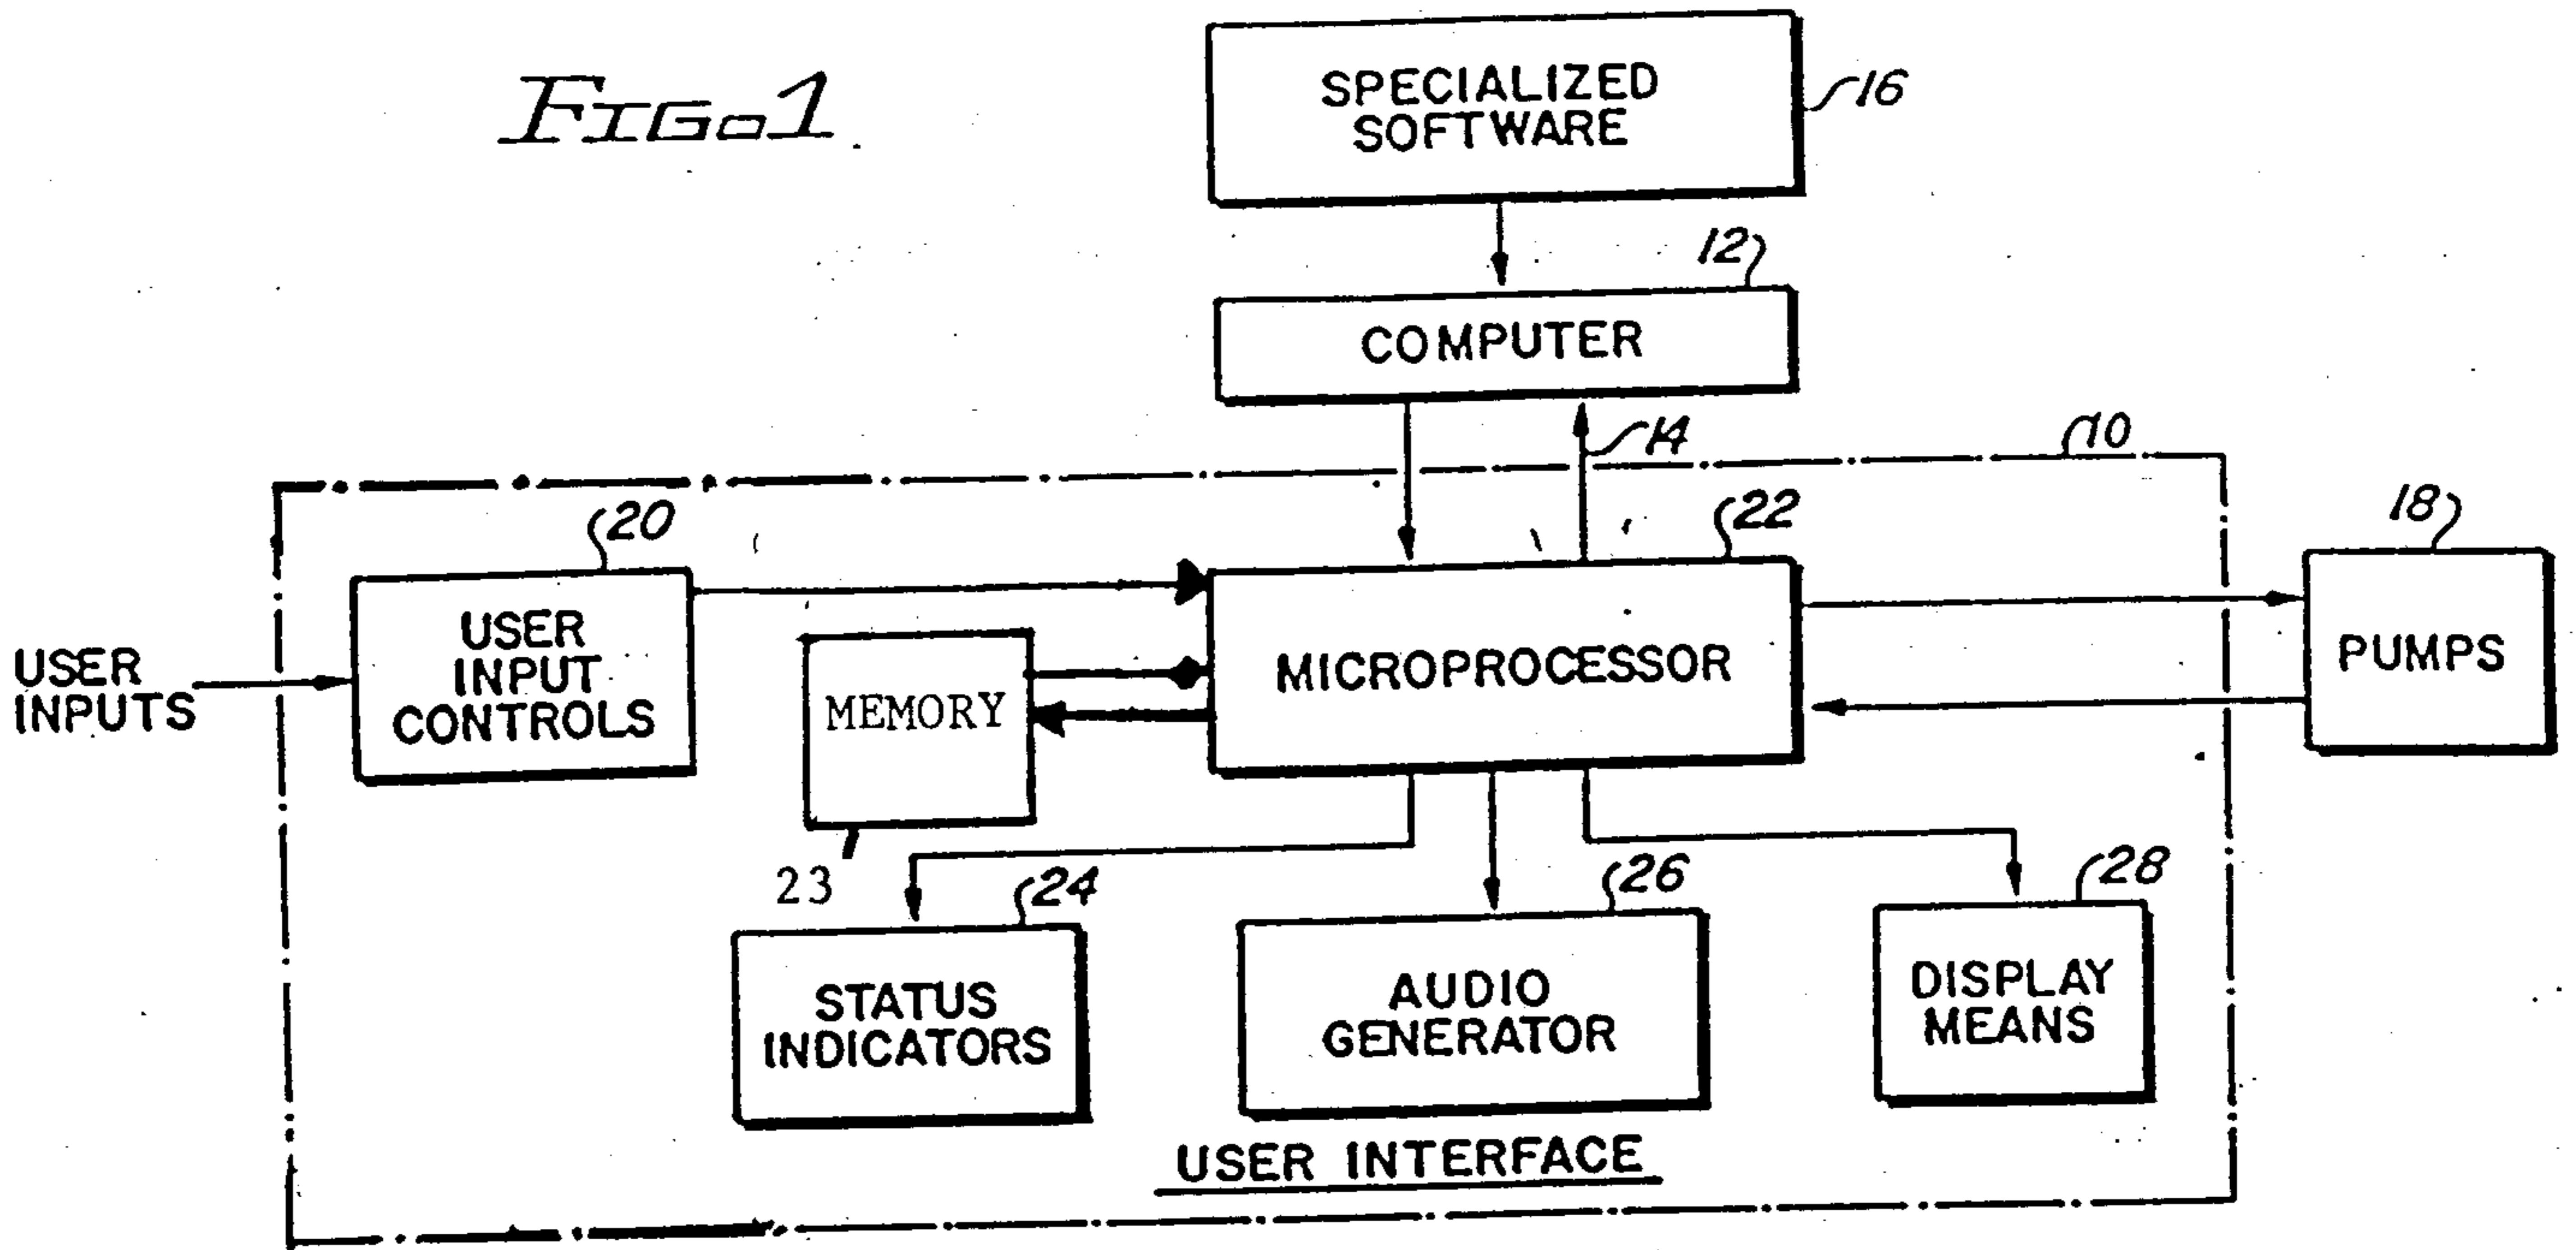 FIG. 1
SPECIALIZED
SOFTWARE
16
12
COMPUTER
14
10
20
22
18
USER
INPUTS
USER
INPUT
CONTROLS
MEMORY
MICROPROCESSOR
PUMPS
23
24
26
28
STATUS
INDICATORS
AUDIO
GENERATOR
DISPLAY
MEANS
USER INTERFACE